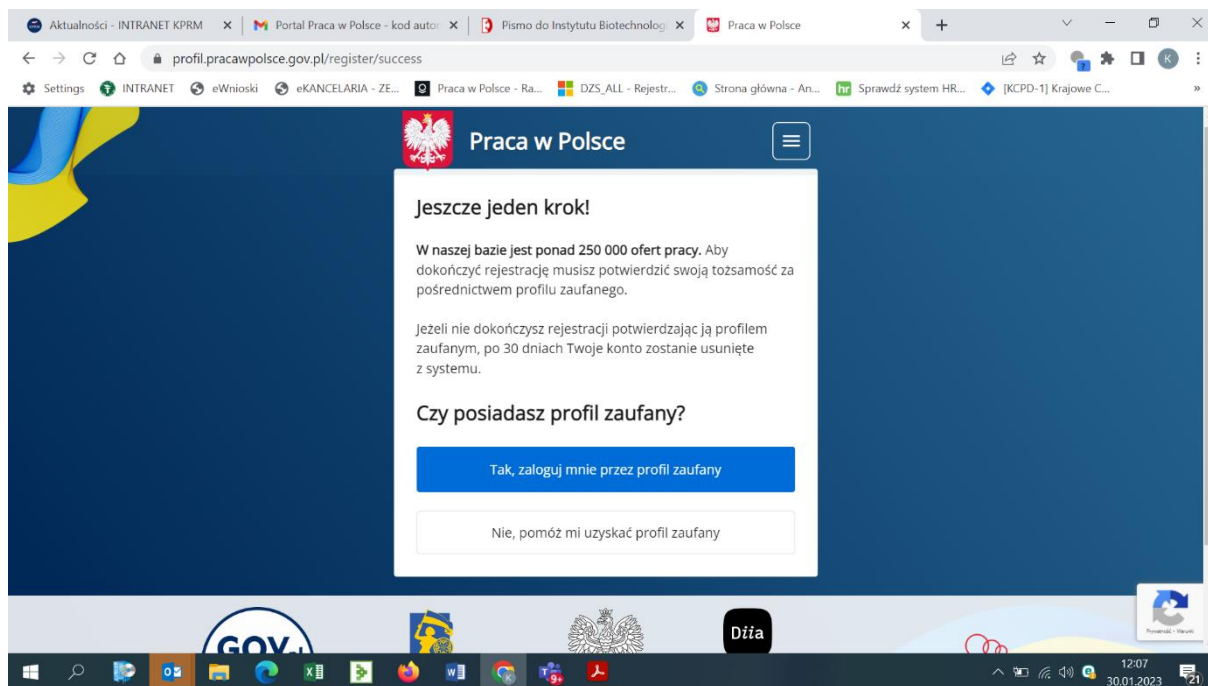 Aktualności - INTRANET KPRM
Portal Praca w Polsce - kod autor
Pismo do Instytutu Biotechnologi
Praca w Polsce
profil.pracawpolsce.gov.pl/register/success
K
Settings
INTRANET
eWnioski
eKANCELARIA - ZE...
Praca w Polsce - Ra...
DZS_ALL - Rejestr...
Strona główna - An...
hr Sprawdź system HR...
[KCPD-1] Krajowe C...
»
Praca w Polsce
Jeszcze jeden krok!
W naszej bazie jest ponad 250 000 ofert pracy. Aby
dokończyć rejestrację musisz potwierdzić swoją tożsamość za
pośrednictwem profilu zaufanego.
Jeżeli nie dokończysz rejestracji potwierdzając ją profilem
zaufanym, po 30 dniach Twoje konto zostanie usunięte
z systemu.
Czy posiadasz profil zaufany?
Tak, zaloguj mnie przez profil zaufany
Nie, pomóż mi uzyskać profil zaufany
Diia
Prywatność - Warunki
12:07
30.01.2023
21